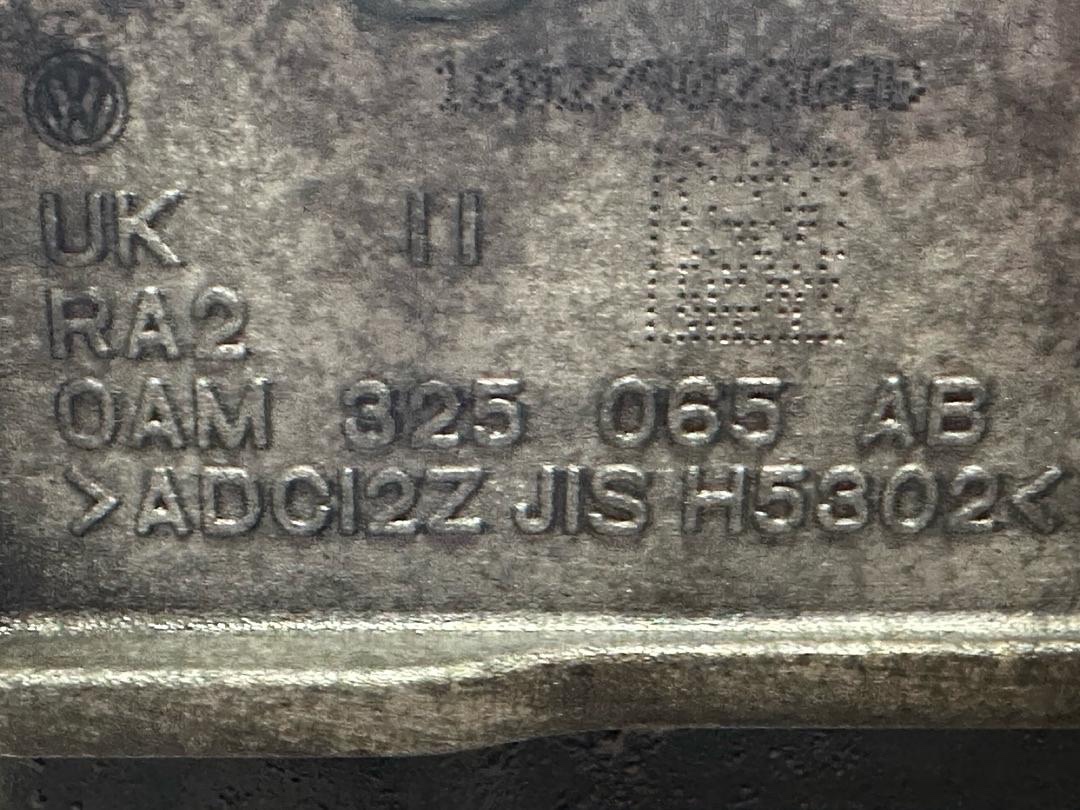 UK II
RA2
0AM 325 065 AB
>ADC12Z JIS H5302<